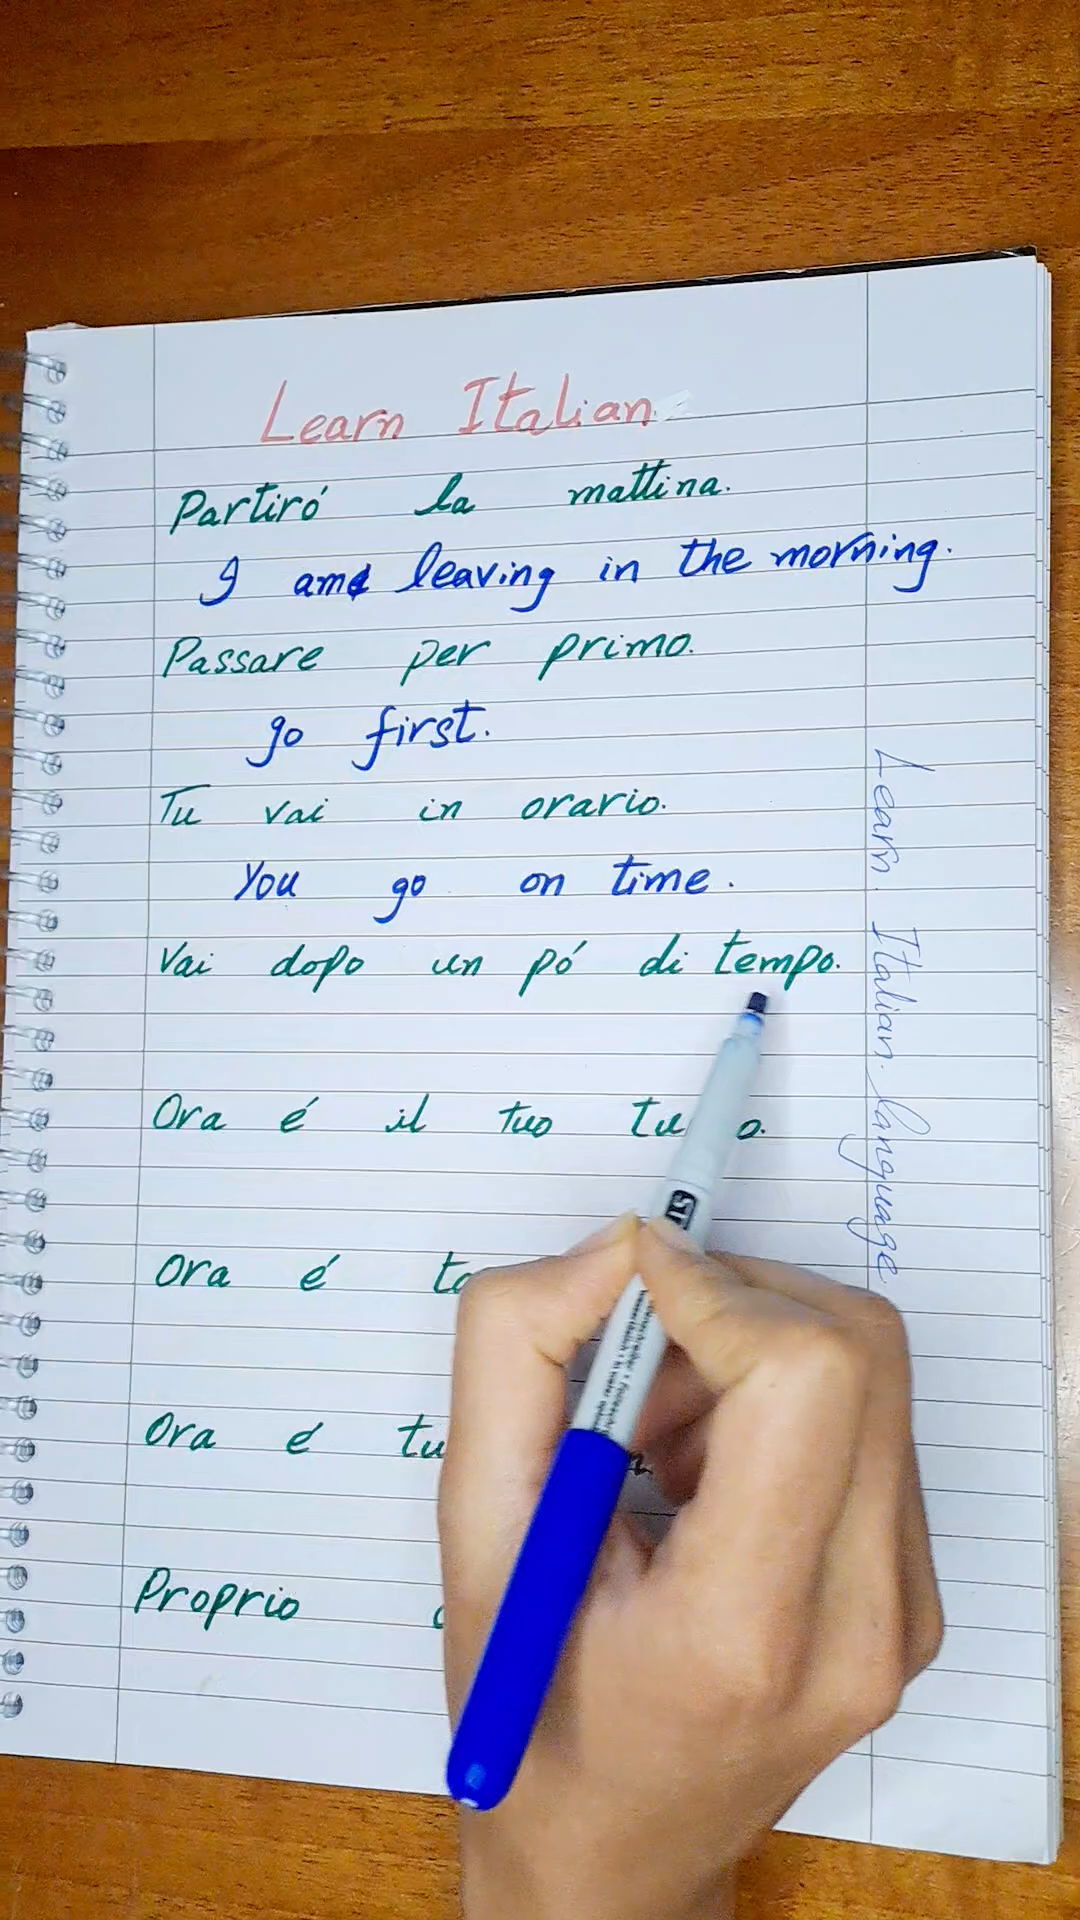 Learn Italian
Partiró la mattina.
I am leaving in the morning.
Passare per primo.
go first.
Tu vai in orario.
You go on time.
Vai dopo un pó di tempo.
Ora é il tuo
Ora é
Ora é
Proprio
Learn. Italian. language